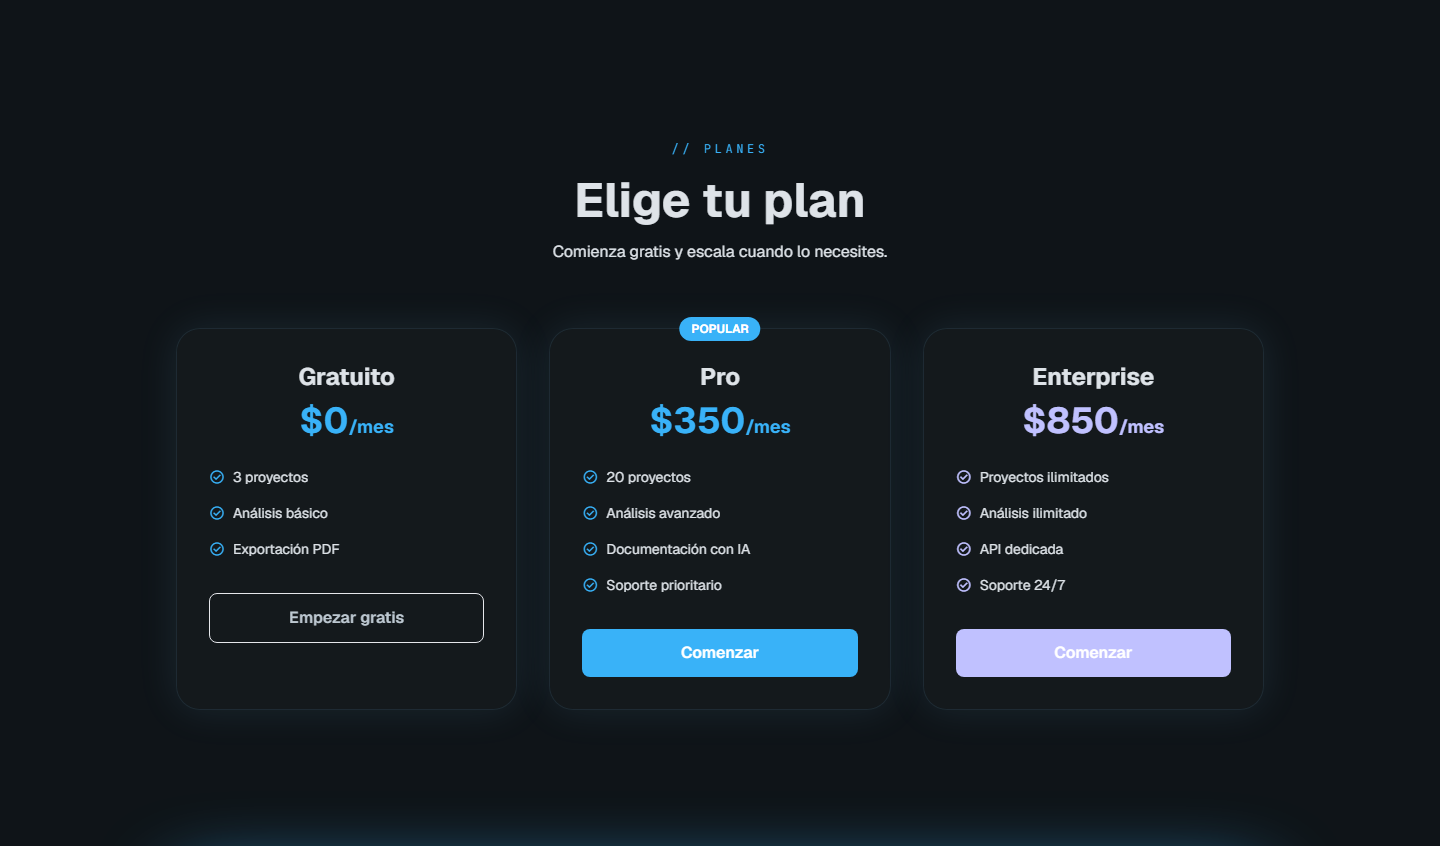 // PLANES
Elige tu plan
Comienza gratis y escala cuando lo necesites.
Gratuito
$0/mes
3 proyectos
Análisis básico
Exportación PDF
Empezar gratis
POPULAR
Pro
$350/mes
20 proyectos
Análisis avanzado
Documentación con IA
Soporte prioritario
Comenzar
Enterprise
$850/mes
Proyectos ilimitados
Análisis ilimitado
API dedicada
Soporte 24/7
Comenzar